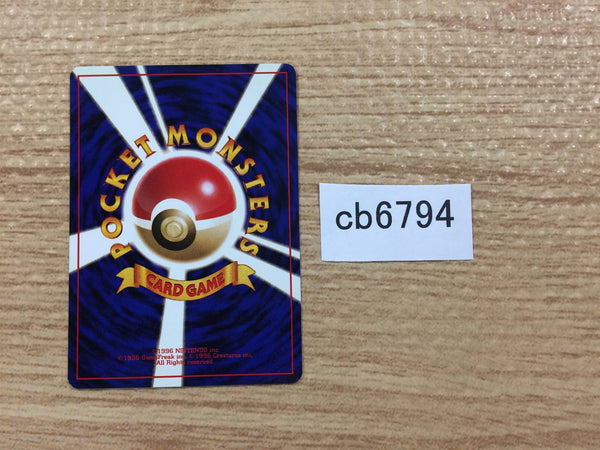 POCKET MONSTERS
CARD GAME
©1996 NINTENDO inc.
©1996 GameFreak inc. ©1996 Creatures inc.
All Rights reserved
cb6794